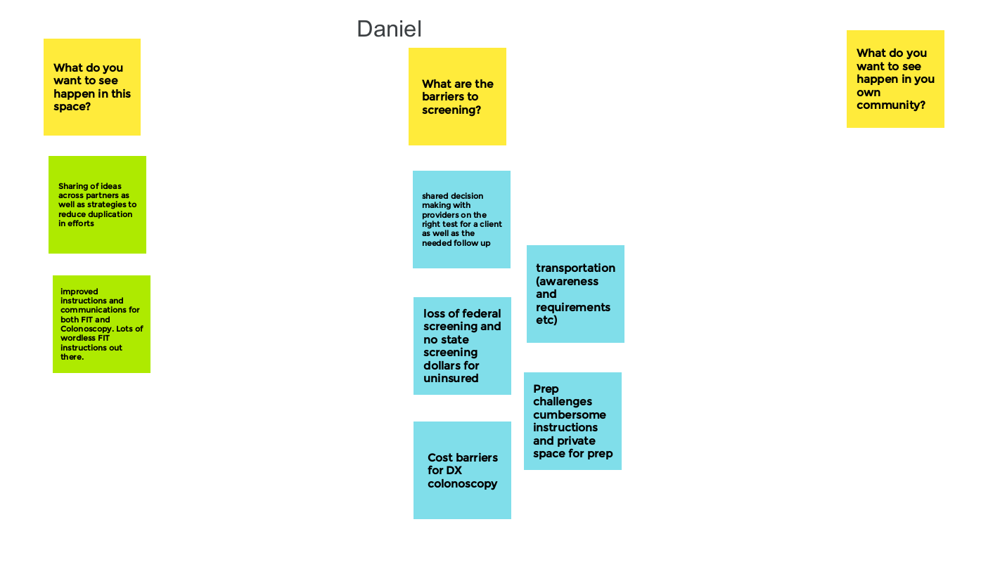 Daniel
What do you
want to see
happen in this
space?
Sharing of ideas
across partners as
well as strategies to
reduce duplication
in efforts
improved
instructions and
communications for
both FIT and
Colonoscopy. Lots of
wordless FIT
instructions out
there.
What are the
barriers to
screening?
shared decision
making with
providers on the
right test for a client
as well as the
needed follow up
loss of federal
screening and
no state
screening
dollars for
uninsured
Cost barriers
for DX
colonoscopy
transportation
(awareness
and
requirements
etc)
Prep
challenges
cumbersome
instructions
and private
space for prep
What do you
want to see
happen in you
own
community?